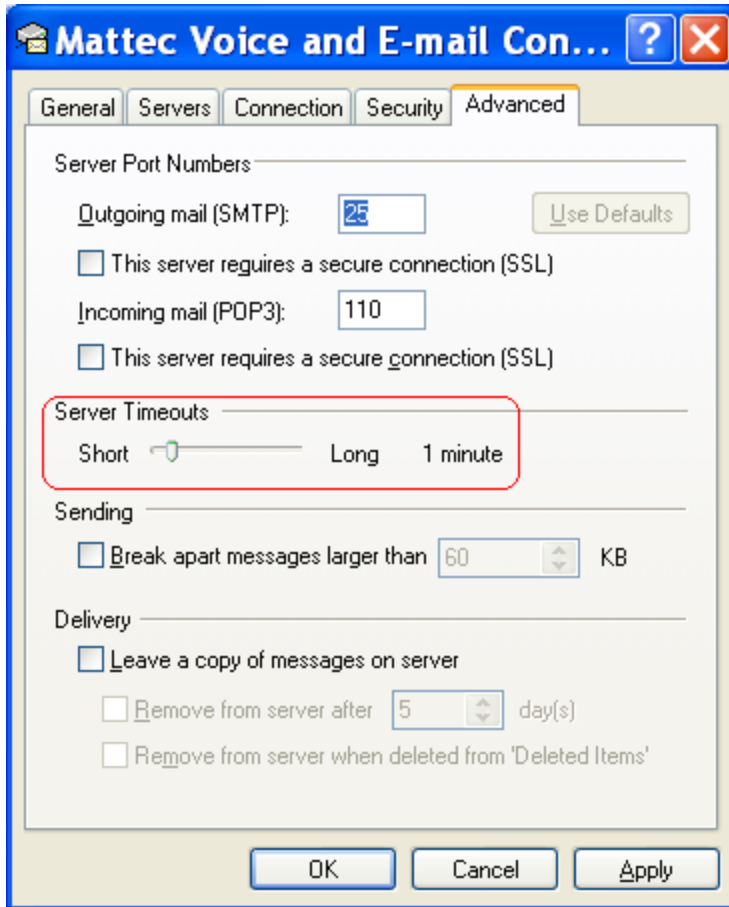 Mattec Voice and E-mail Con... ?
General Servers Connection Security Advanced
Server Port Numbers
Outgoing mail (SMTP): 25 Use Defaults
This server requires a secure connection (SSL)
Incoming mail (POP3): 110
This server requires a secure connection (SSL)
Server Timeouts
Short Long 1 minute
Sending
Break apart messages larger than 60 KB
Delivery
Leave a copy of messages on server
Remove from server after 5 day(s)
Remove from server when deleted from 'Deleted Items'
OK Cancel Apply